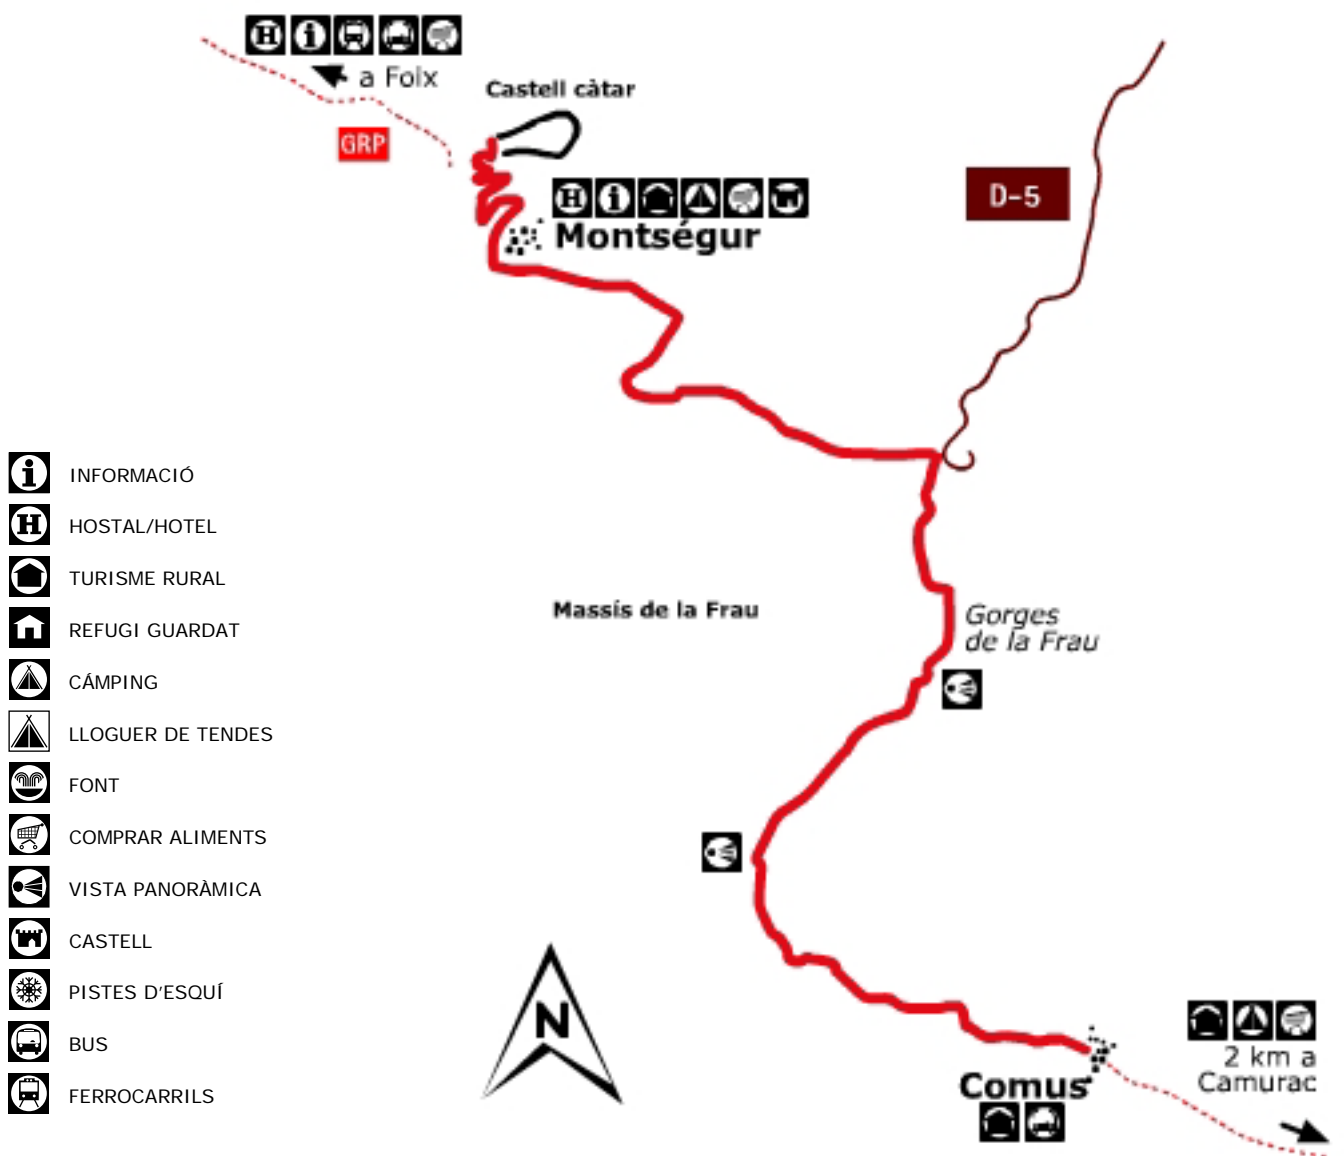 a Foix
Castell càtar
GRP
D-5
Montségur
INFORMACIÓ
HOSTAL/HOTEL
TURISME RURAL
REFUGI GUARDAT
CÁMPING
LLOGUER DE TENDES
FONT
COMPRAR ALIMENTS
VISTA PANORÀMICA
CASTELL
PISTES D'ESQUÍ
BUS
FERROCARRILS
Massís de la Frau
Gorges
de la Frau
N
2 km a
Camurac
Comus